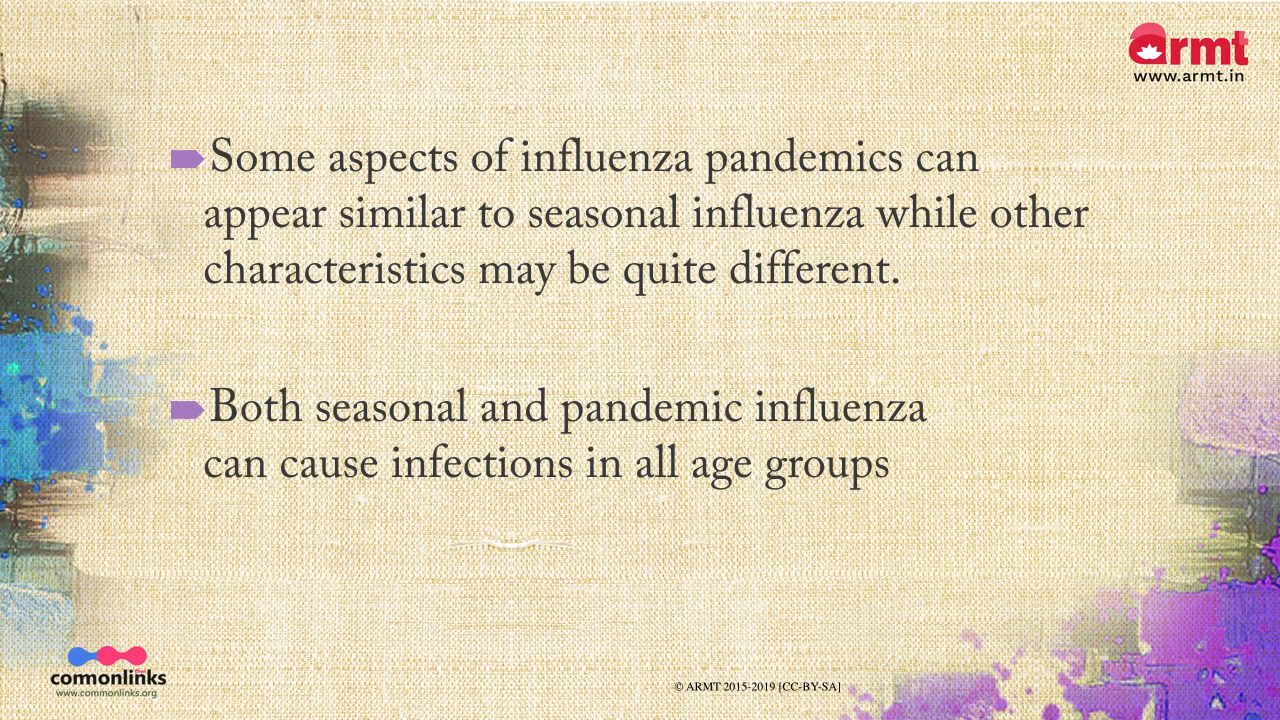 armt
www.armt.in
Some aspects of influenza pandemics can
appear similar to seasonal influenza while other
characteristics may be quite different.
Both seasonal and pandemic influenza
can cause infections in all age groups
commonlinks
www.commonlinks.org
© ARMT 2015-2019 [CC-BY-SA]